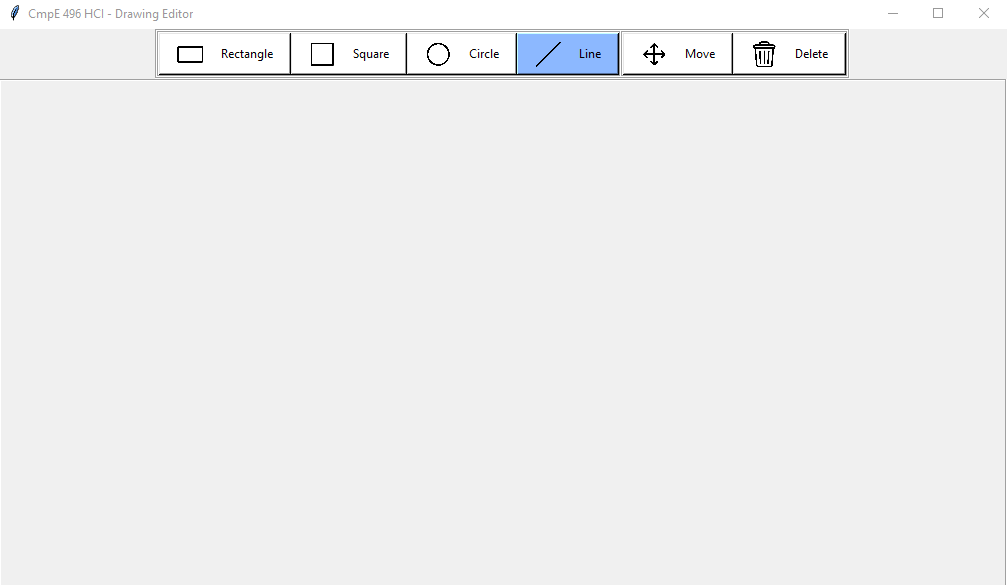 CmpE 496 HCI - Drawing Editor
Rectangle Square Circle Line Move Delete